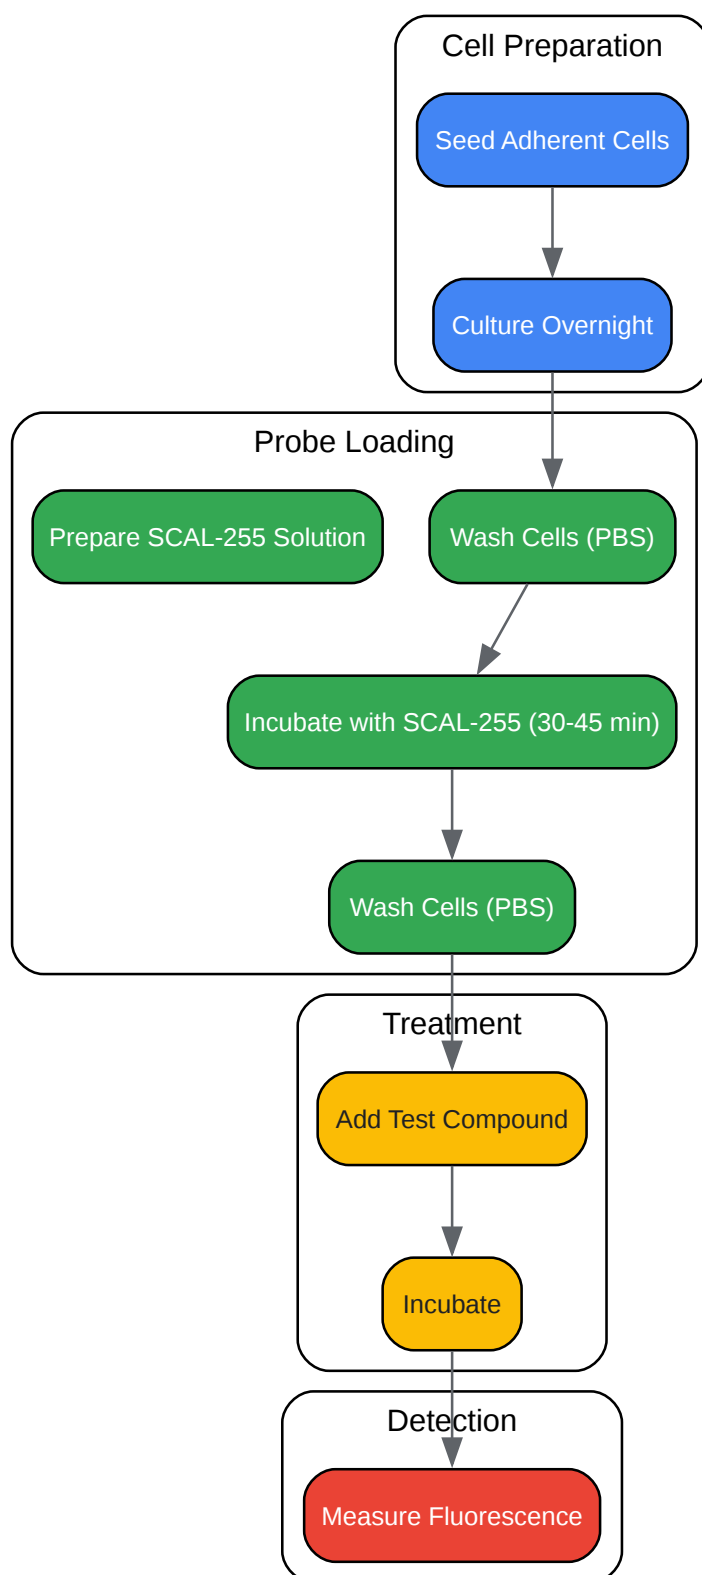 Cell Preparation
Seed Adherent Cells
Culture Overnight
Probe Loading
Prepare SCAL-255 Solution
Wash Cells (PBS)
Incubate with SCAL-255 (30-45 min)
Wash Cells (PBS)
Treatment
Add Test Compound
Incubate
Detection
Measure Fluorescence